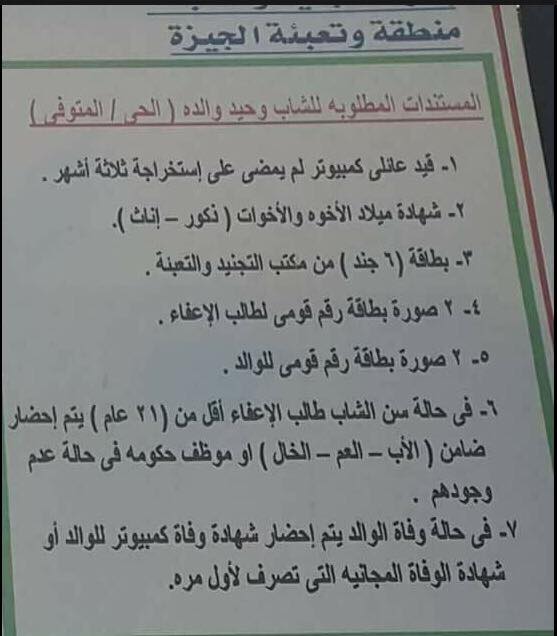 منطقة وتعبئة الجيزة
المستندات المطلوبه للشاب وحيد والده ( الحى / المتوفى )
١- قيد عائلى كمبيوتر لم يمضى على إستخراجة ثلاثة أشهر .
٢- شهادة ميلاد الأخوه والأخوات ( ذكور – إناث ).
٣- بطاقة (٦ جند ) من مكتب التجنيد والتعبئة .
٤- ٢ صورة بطاقة رقم قومى لطالب الإعفاء .
٥- ٢ صورة بطاقة رقم قومى للوالد .
٦- فى حالة سن الشاب طالب الإعفاء أقل من (٢١ عام ) يتم إحضار
ضامن ( الأب – العم – الخال ) او موظف حكومه فى حالة عدم
وجودهم .
٧- فى حالة وفاة الوالد يتم إحضار شهادة وفاة كمبيوتر للوالد أو
شهادة الوفاة المجانيه التى تصرف لأول مره.